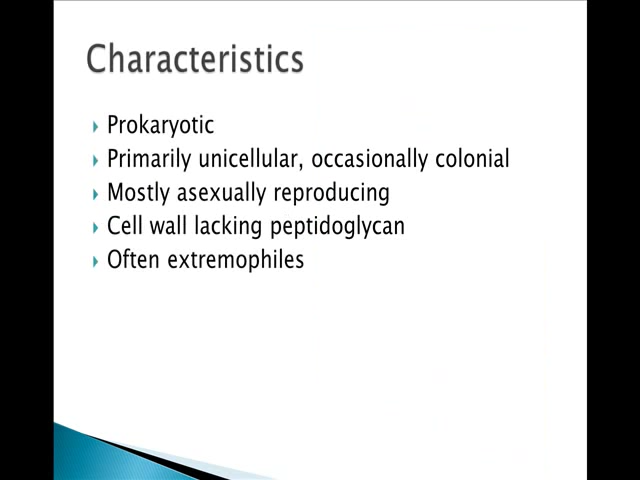 Characteristics
Prokaryotic
Primarily unicellular, occasionally colonial
Mostly asexually reproducing
Cell wall lacking peptidoglycan
Often extremophiles